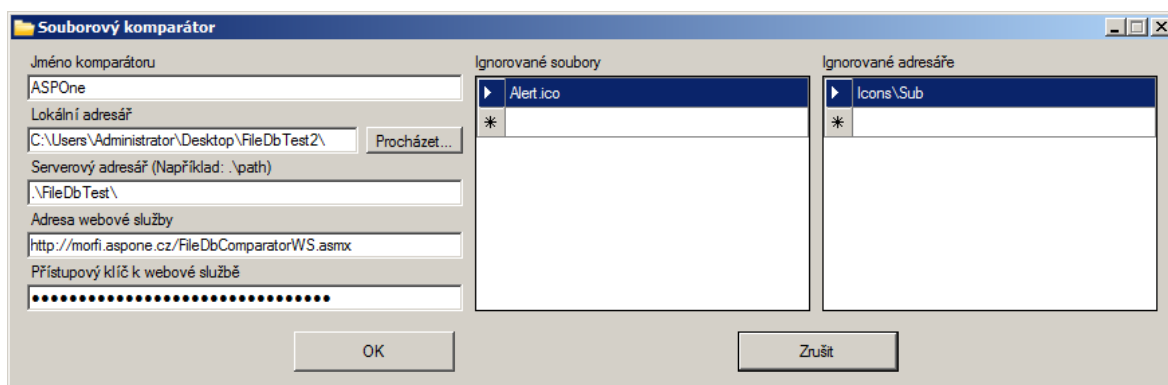 Souborový komparátor
Jméno komparátoru
ASPOne
Lokální adresář
C:\Users\Administrator\Desktop\FileDbTest2\
Procházet...
Serverový adresář (Například: .\path)
.\FileDbTest\
Adresa webové služby
http://morfi.aspone.cz/FileDbComparatorWS.asmx
Přístupový klíč k webové službě
••••••••••••••••••••••••••••••••
Ignorované soubory
Alert.ico
Ignorované adresáře
Icons\Sub
OK
Zrušit